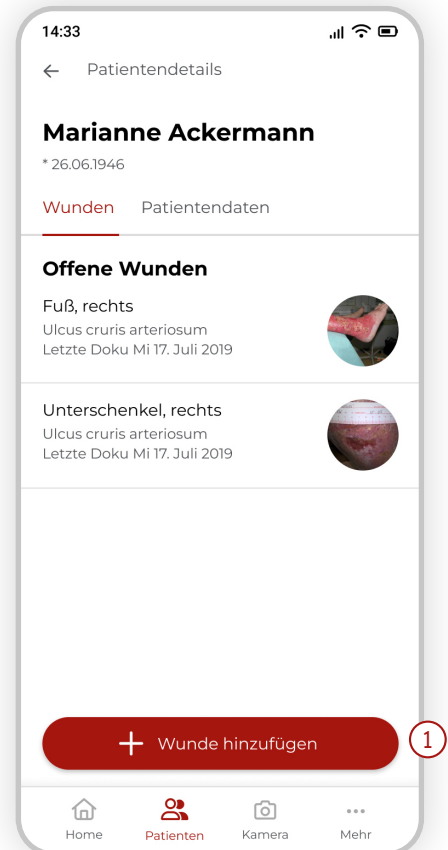 14:33
Patientendetails
Marianne Ackermann
* 26.06.1946
Wunden Patientendaten
Offene Wunden
Fuß, rechts
Ulcus cruris arteriosum
Letzte Doku Mi 17. Juli 2019
Unterschenkel, rechts
Ulcus cruris arteriosum
Letzte Doku Mi 17. Juli 2019
Wunde hinzufügen
1
Home Patienten Kamera Mehr